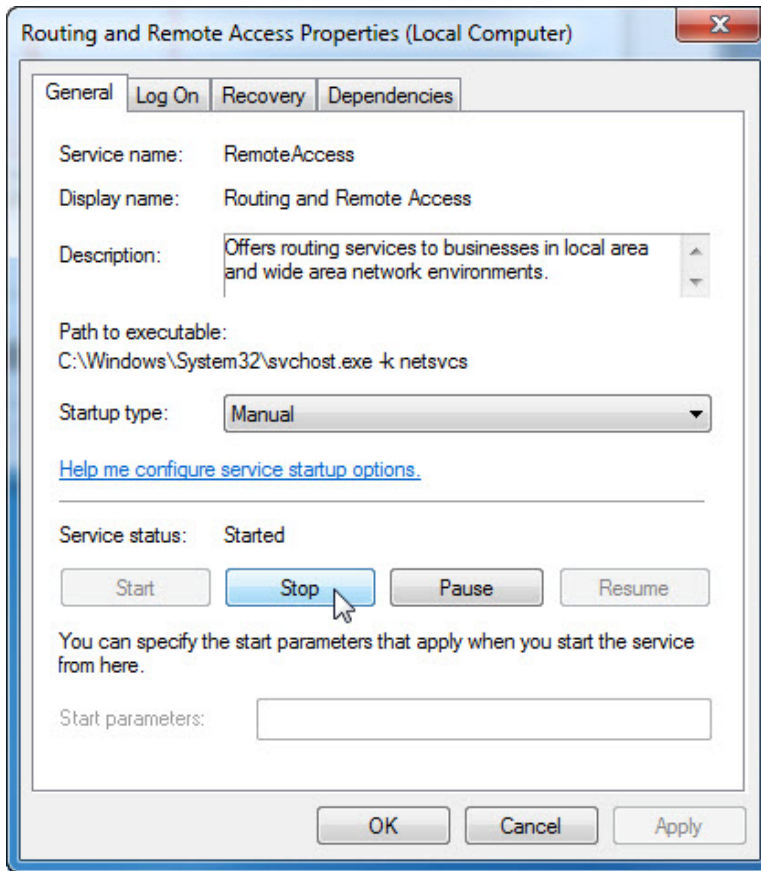 Routing and Remote Access Properties (Local Computer)
General Log On Recovery Dependencies
Service name: RemoteAccess
Display name: Routing and Remote Access
Description: Offers routing services to businesses in local area
and wide area network environments.
Path to executable:
C:\Windows\System32\svchost.exe -k netsvcs
Startup type: Manual
Help me configure service startup options.
Service status: Started
Start Stop Pause Resume
You can specify the start parameters that apply when you start the service
from here.
Start parameters:
OK Cancel Apply